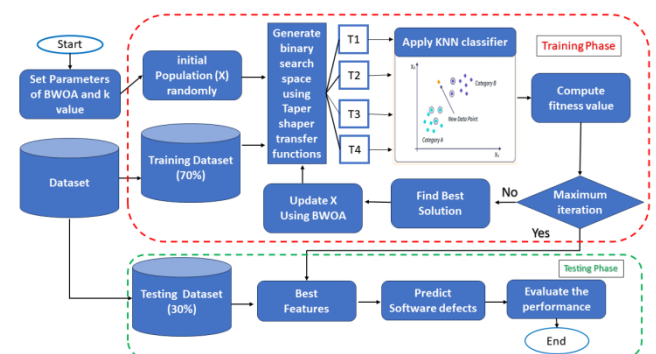 Start
Set Parameters
of BWOA and k
value
initial
Population (X)
randomly
Generate
binary
search
space
using
Taper
shaper
transfer
functions
T1
T2
T3
T4
Apply KNN classifier
X₂
Category B
New Data Point
Category A
X₁
Training Phase
Compute
fitness value
Dataset
Training Dataset
(70%)
Update X
Using BWOA
Find Best
Solution
No
Maximum
iteration
Yes
Testing Phase
Testing Dataset
(30%)
Best
Features
Predict
Software defects
Evaluate the
performance
End